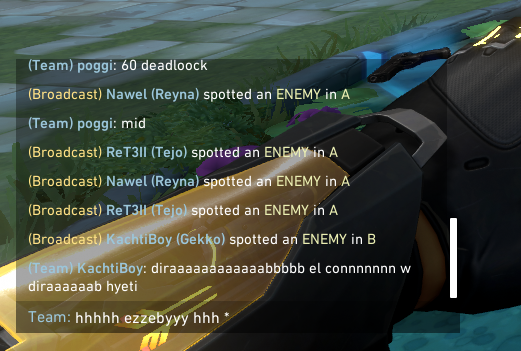 (Team) poggi: 60 deadloock
(Broadcast) Nawel (Reyna) spotted an ENEMY in A
(Team) poggi: mid
(Broadcast) ReT3II (Tejo) spotted an ENEMY in A
(Broadcast) Nawel (Reyna) spotted an ENEMY in A
(Broadcast) ReT3II (Tejo) spotted an ENEMY in A
(Broadcast) KachtiBoy (Gekko) spotted an ENEMY in B
(Team) KachtiBoy: diraaaaaaaaaaaabbbbb el connnnnnn w
diraaaaaab hyeti
Team: hhhhh ezzebyyy hhh *